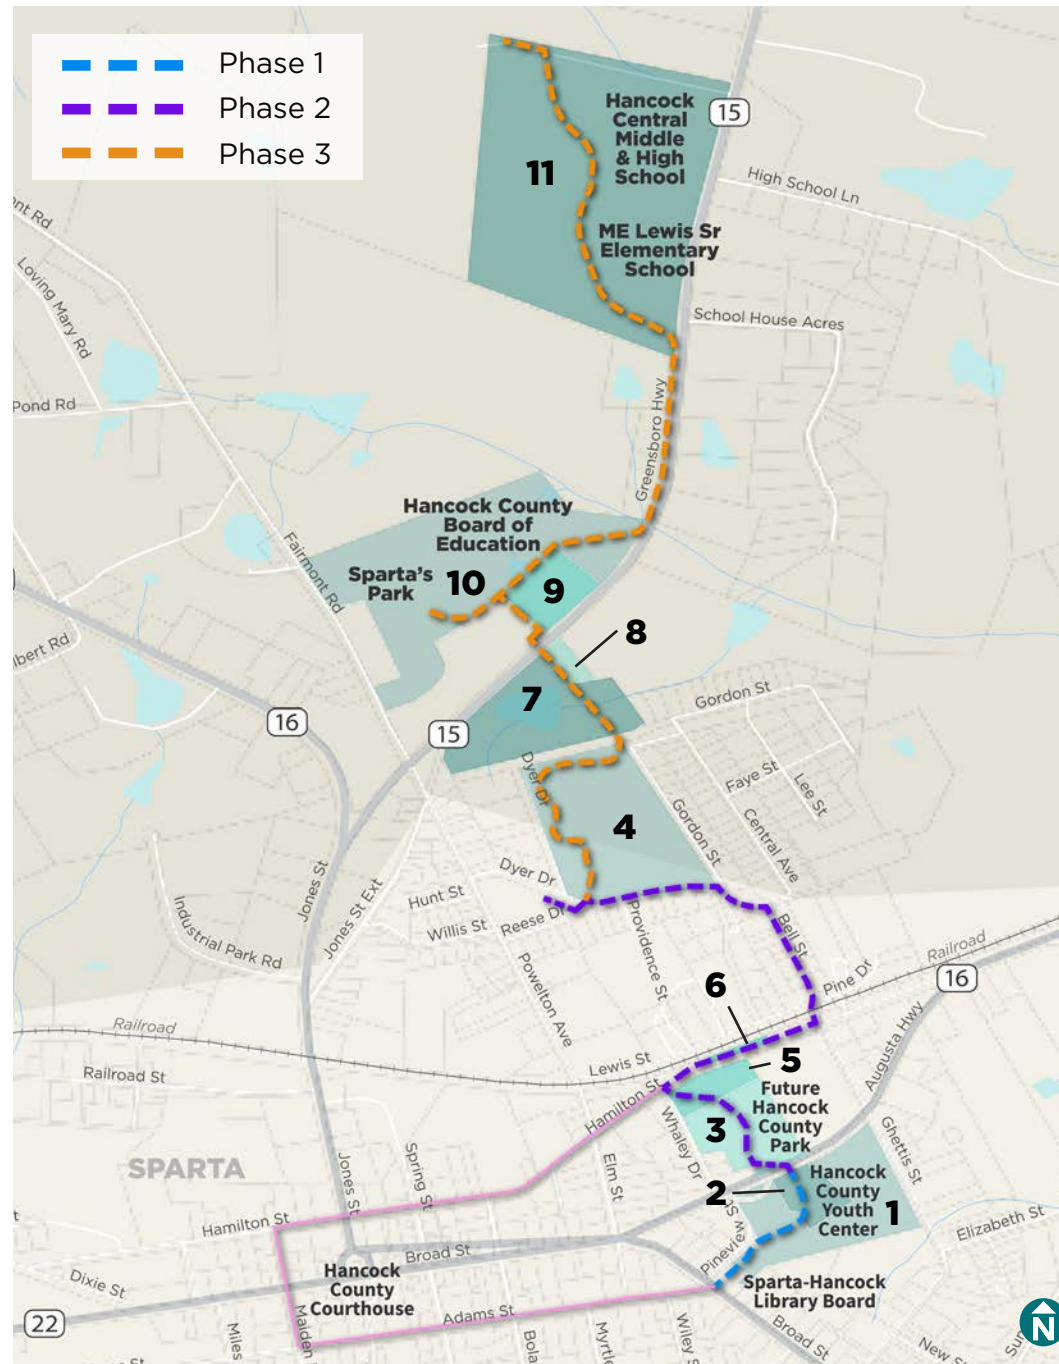 Phase 1
Phase 2
Phase 3
15
Hancock
Central
Middle
& High
School
11
High School Ln
ME Lewis Sr
Elementary
School
School House Acres
Loving Mary Rd
Pond Rd
Greensboro Hwy
Hancock County
Board of
Education
Fairmont Rd
Sparta's
Park
10
9
8
7
16
15
Gordon St
Dyer Dr
Faye St
Lee St
4
Gordon St
Central Ave
Jones St
Jones St Ext
Industrial Park Rd
Hunt St
Dyer Dr
Willis St
Reese Dr
Providence St
Powelton Ave
Bell St
Pine Dr
Railroad
16
6
Railroad
Lewis St
5
Augusta Hwy
Railroad St
Hamilton St
Future
Hancock
County
Park
3
Whaley Dr
Ghettis St
SPARTA
Jones St
Spring St
Elm St
2
Hancock
County
Youth
Center
1
Hamilton St
Pineview St
Elizabeth St
Broad St
Dixie St
Hancock
County
Courthouse
Sparta-Hancock
Library Board
22
Maiden
Adams St
Broad St
Miles
Myrtle
Wiley S
New S
N